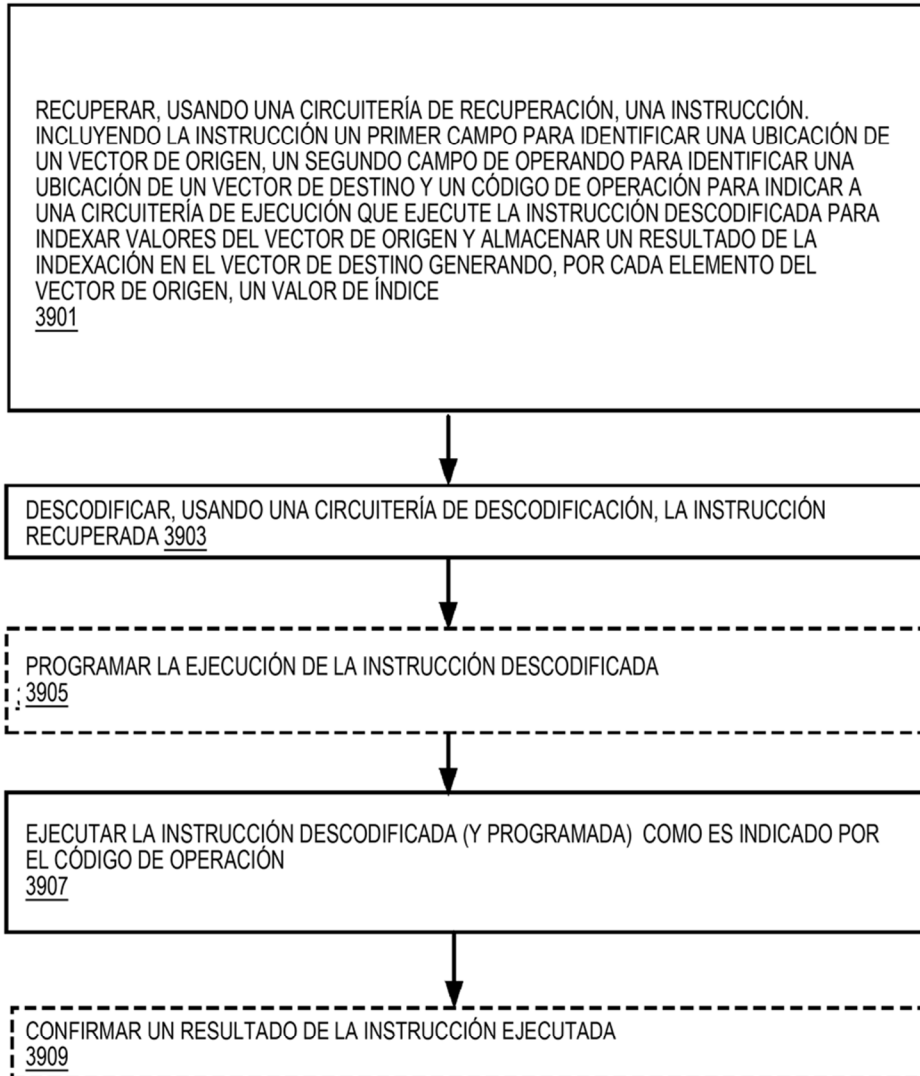 RECUPERAR, USANDO UNA CIRCUITERÍA DE RECUPERACIÓN, UNA INSTRUCCIÓN.
INCLUYENDO LA INSTRUCCIÓN UN PRIMER CAMPO PARA IDENTIFICAR UNA UBICACIÓN DE
UN VECTOR DE ORIGEN, UN SEGUNDO CAMPO DE OPERANDO PARA IDENTIFICAR UNA
UBICACIÓN DE UN VECTOR DE DESTINO Y UN CÓDIGO DE OPERACIÓN PARA INDICAR A
UNA CIRCUITERÍA DE EJECUCIÓN QUE EJECUTE LA INSTRUCCIÓN DESCODIFICADA PARA
INDEXAR VALORES DEL VECTOR DE ORIGEN Y ALMACENAR UN RESULTADO DE LA
INDEXACIÓN EN EL VECTOR DE DESTINO GENERANDO, POR CADA ELEMENTO DEL
VECTOR DE ORIGEN, UN VALOR DE ÍNDICE
3901
DESCODIFICAR, USANDO UNA CIRCUITERÍA DE DESCODIFICACIÓN, LA INSTRUCCIÓN
RECUPERADA 3903
PROGRAMAR LA EJECUCIÓN DE LA INSTRUCCIÓN DESCODIFICADA
3905
EJECUTAR LA INSTRUCCIÓN DESCODIFICADA (Y PROGRAMADA) COMO ES INDICADO POR
EL CÓDIGO DE OPERACIÓN
3907
CONFIRMAR UN RESULTADO DE LA INSTRUCCIÓN EJECUTADA
3909